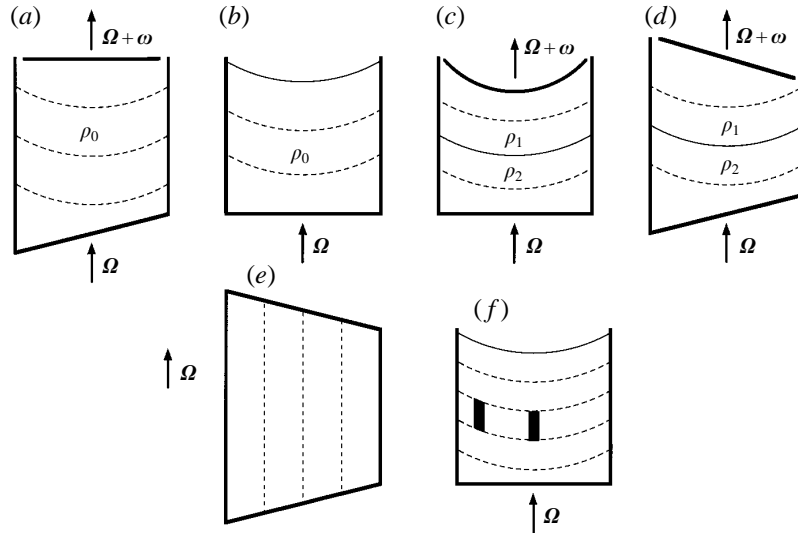 (a) (b) (c) (d)
Ω + ω Ω + ω Ω + ω
ρ0 ρ0 ρ1 ρ2 ρ1 ρ2
Ω Ω Ω Ω
(e) (f)
Ω
Ω